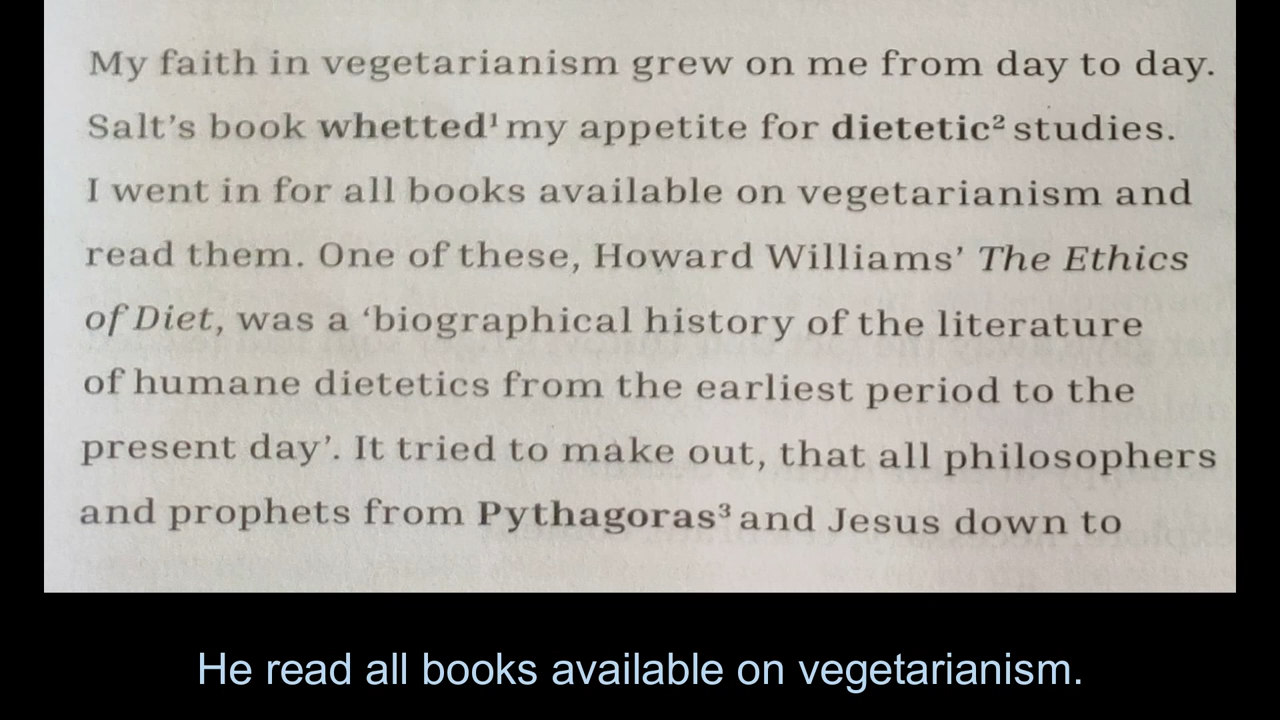 My faith in vegetarianism grew on me from day to day.
Salt's book whetted¹ my appetite for dietetic² studies.
I went in for all books available on vegetarianism and
read them. One of these, Howard Williams' The Ethics
of Diet, was a 'biographical history of the literature
of humane dietetics from the earliest period to the
present day'. It tried to make out, that all philosophers
and prophets from Pythagoras³ and Jesus down to
He read all books available on vegetarianism.